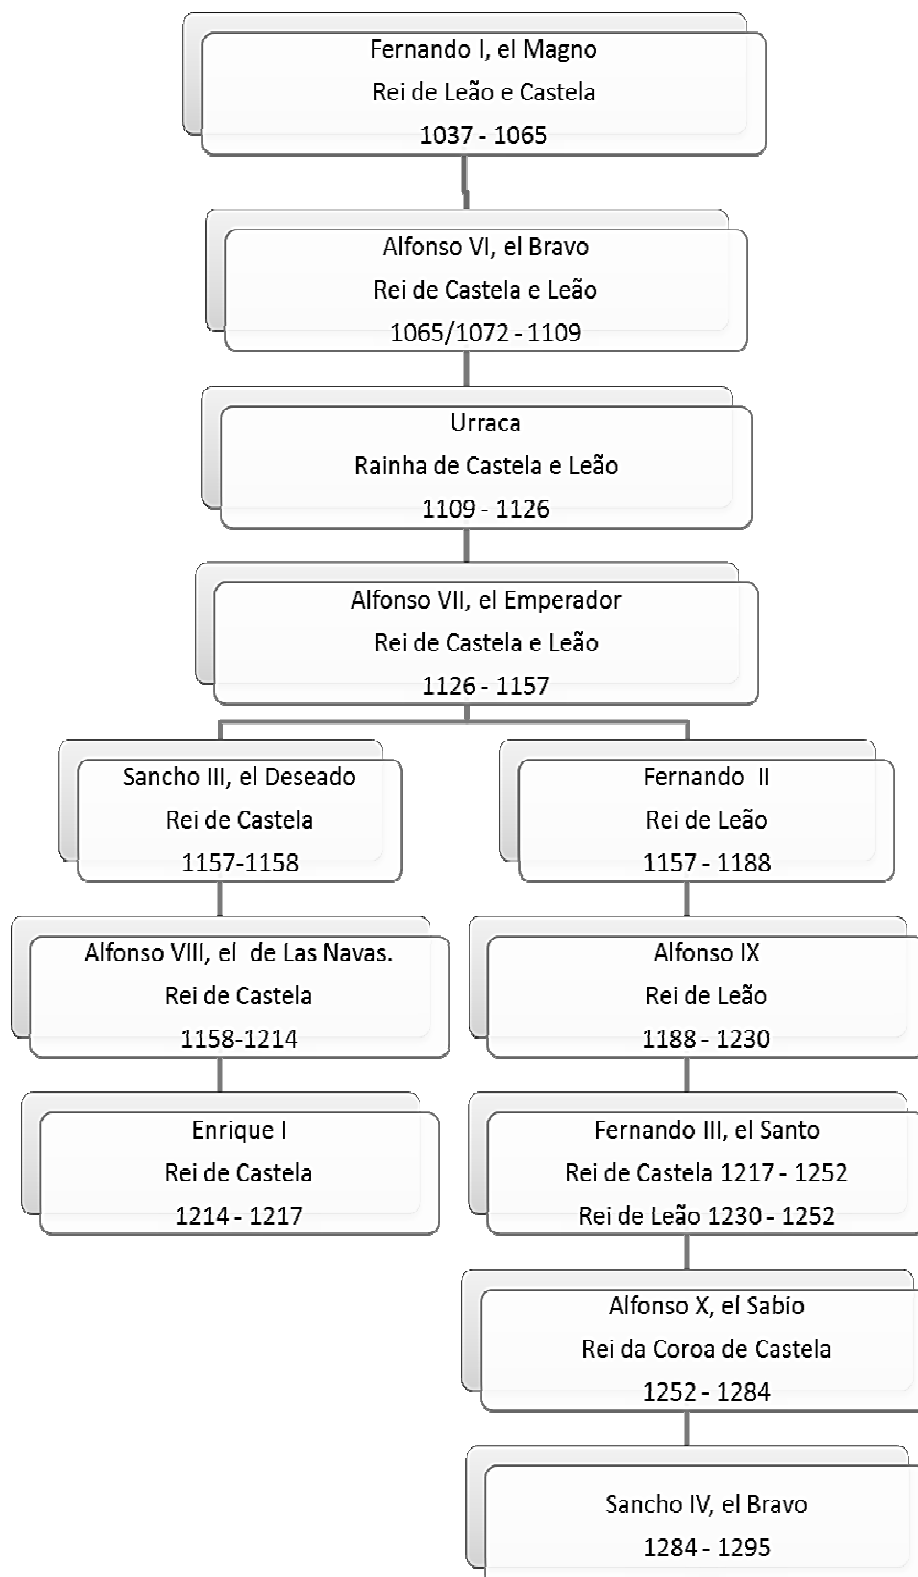 Fernando I, el Magno
Rei de Leão e Castela
1037 - 1065
Alfonso VI, el Bravo
Rei de Castela e Leão
1065/1072 - 1109
Urraca
Rainha de Castela e Leão
1109 - 1126
Alfonso VII, el Emperador
Rei de Castela e Leão
1126 - 1157
Sancho III, el Deseado
Rei de Castela
1157-1158
Fernando II
Rei de Leão
1157 - 1188
Alfonso VIII, el de Las Navas.
Rei de Castela
1158-1214
Alfonso IX
Rei de Leão
1188 - 1230
Enrique I
Rei de Castela
1214 - 1217
Fernando III, el Santo
Rei de Castela 1217 - 1252
Rei de Leão 1230 - 1252
Alfonso X, el Sabio
Rei da Coroa de Castela
1252 - 1284
Sancho IV, el Bravo
1284 - 1295